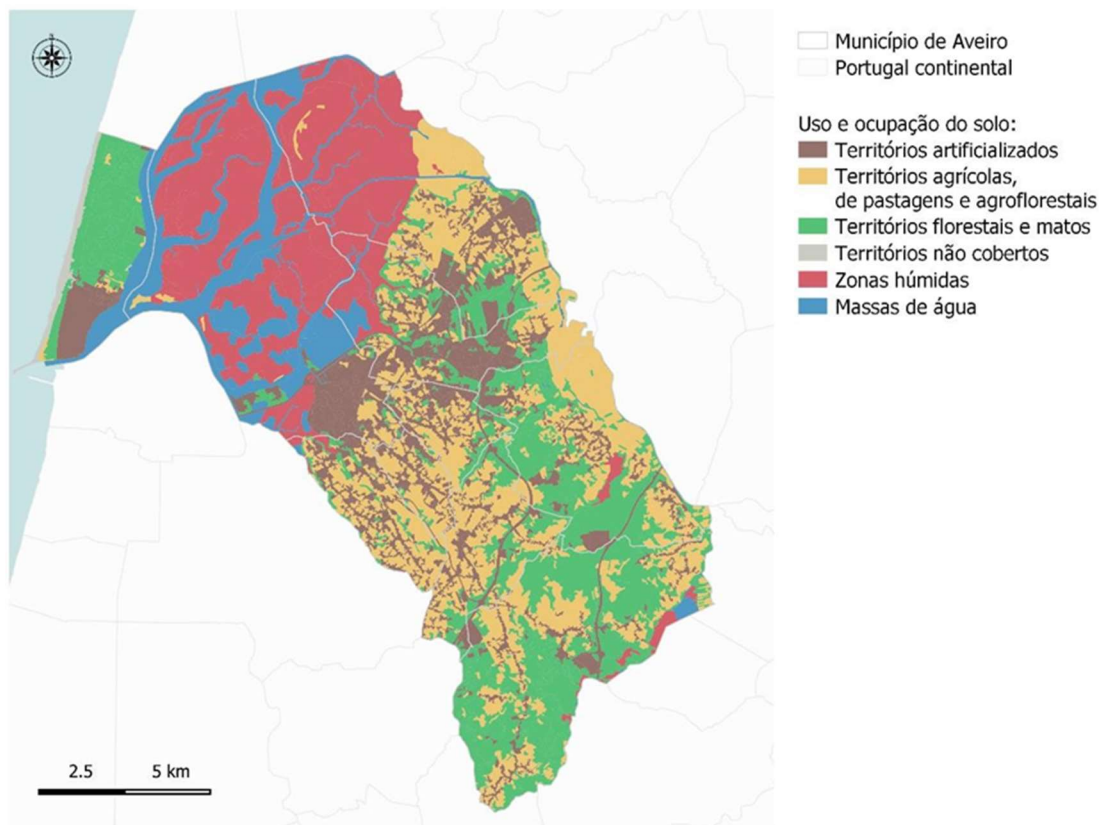 N
Município de Aveiro
Portugal continental
Uso e ocupação do solo:
Territórios artificializados
Territórios agrícolas,
de pastagens e agroflorestais
Territórios florestais e matos
Territórios não cobertos
Zonas húmidas
Massas de água
2.5 5 km